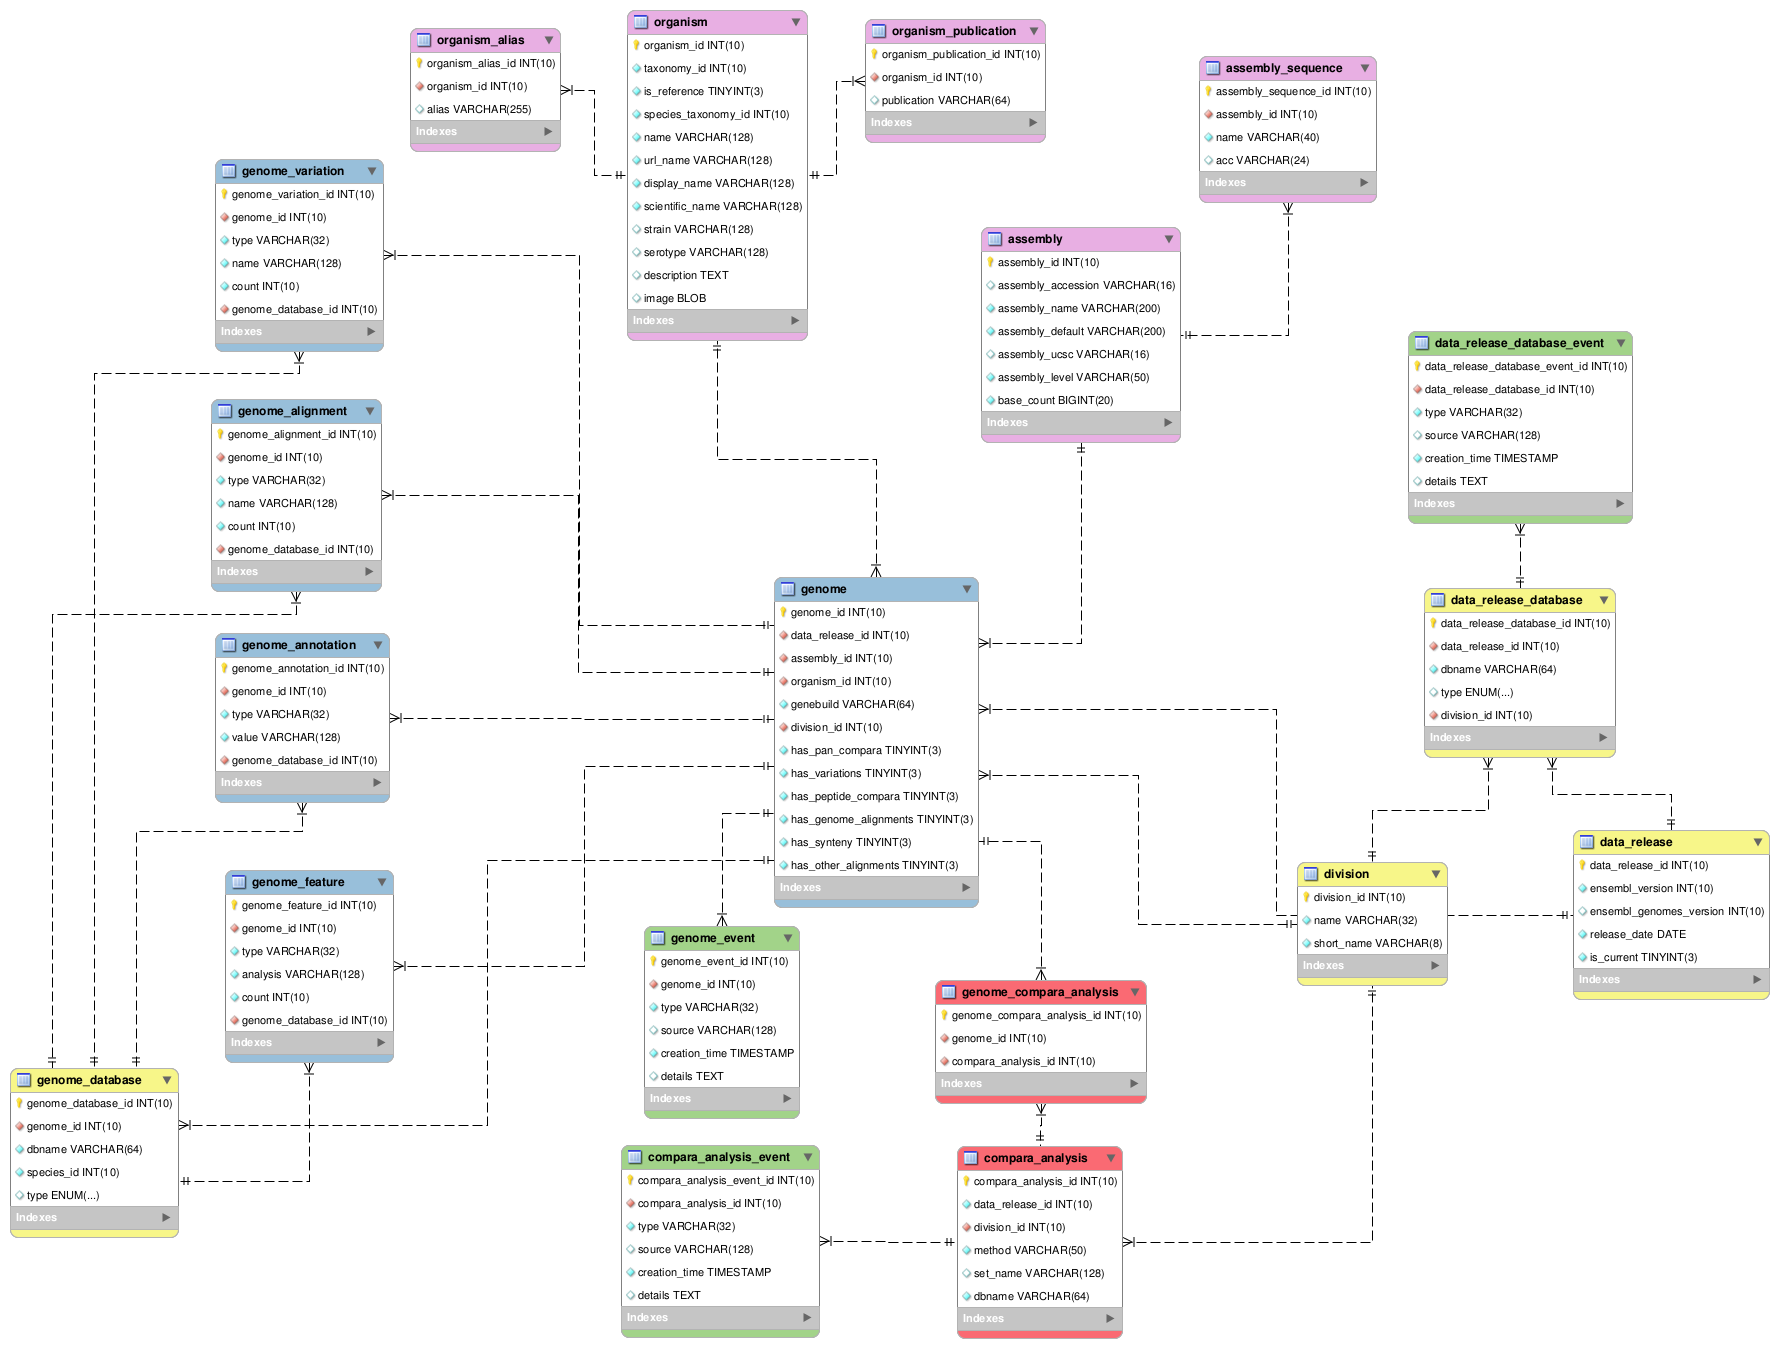 organism_alias
organism_alias_id INT(10)
organism_id INT(10)
alias VARCHAR(255)
Indexes
organism
organism_id INT(10)
taxonomy_id INT(10)
is_reference TINYINT(3)
species_taxonomy_id INT(10)
name VARCHAR(128)
url_name VARCHAR(128)
display_name VARCHAR(128)
scientific_name VARCHAR(128)
strain VARCHAR(128)
serotype VARCHAR(128)
description TEXT
image BLOB
Indexes
organism_publication
organism_publication_id INT(10)
organism_id INT(10)
publication VARCHAR(64)
Indexes
assembly_sequence
assembly_sequence_id INT(10)
assembly_id INT(10)
name VARCHAR(40)
acc VARCHAR(24)
Indexes
genome_variation
genome_variation_id INT(10)
genome_id INT(10)
type VARCHAR(32)
name VARCHAR(128)
count INT(10)
genome_database_id INT(10)
Indexes
assembly
assembly_id INT(10)
assembly_accession VARCHAR(16)
assembly_name VARCHAR(200)
assembly_default VARCHAR(200)
assembly_ucsc VARCHAR(16)
assembly_level VARCHAR(50)
base_count BIGINT(20)
Indexes
data_release_database_event
data_release_database_event_id INT(10)
data_release_database_id INT(10)
type VARCHAR(32)
source VARCHAR(128)
creation_time TIMESTAMP
details TEXT
Indexes
genome_alignment
genome_alignment_id INT(10)
genome_id INT(10)
type VARCHAR(32)
name VARCHAR(128)
count INT(10)
genome_database_id INT(10)
Indexes
genome
genome_id INT(10)
data_release_id INT(10)
assembly_id INT(10)
organism_id INT(10)
genebuild VARCHAR(64)
division_id INT(10)
has_pan_compara TINYINT(3)
has_variations TINYINT(3)
has_peptide_compara TINYINT(3)
has_genome_alignments TINYINT(3)
has_synteny TINYINT(3)
has_other_alignments TINYINT(3)
Indexes
data_release_database
data_release_database_id INT(10)
data_release_id INT(10)
dbname VARCHAR(64)
type ENUM(...)
division_id INT(10)
Indexes
genome_annotation
genome_annotation_id INT(10)
genome_id INT(10)
type VARCHAR(32)
value VARCHAR(128)
genome_database_id INT(10)
Indexes
data_release
data_release_id INT(10)
ensembl_version INT(10)
ensembl_genomes_version INT(10)
release_date DATE
is_current TINYINT(3)
Indexes
division
division_id INT(10)
name VARCHAR(32)
short_name VARCHAR(8)
Indexes
genome_feature
genome_feature_id INT(10)
genome_id INT(10)
type VARCHAR(32)
analysis VARCHAR(128)
count INT(10)
genome_database_id INT(10)
Indexes
genome_event
genome_event_id INT(10)
genome_id INT(10)
type VARCHAR(32)
source VARCHAR(128)
creation_time TIMESTAMP
details TEXT
Indexes
genome_compara_analysis
genome_compara_analysis_id INT(10)
genome_id INT(10)
compara_analysis_id INT(10)
Indexes
genome_database
genome_database_id INT(10)
genome_id INT(10)
dbname VARCHAR(64)
species_id INT(10)
type ENUM(...)
Indexes
compara_analysis_event
compara_analysis_event_id INT(10)
compara_analysis_id INT(10)
type VARCHAR(32)
source VARCHAR(128)
creation_time TIMESTAMP
details TEXT
Indexes
compara_analysis
compara_analysis_id INT(10)
data_release_id INT(10)
division_id INT(10)
method VARCHAR(50)
set_name VARCHAR(128)
dbname VARCHAR(64)
Indexes